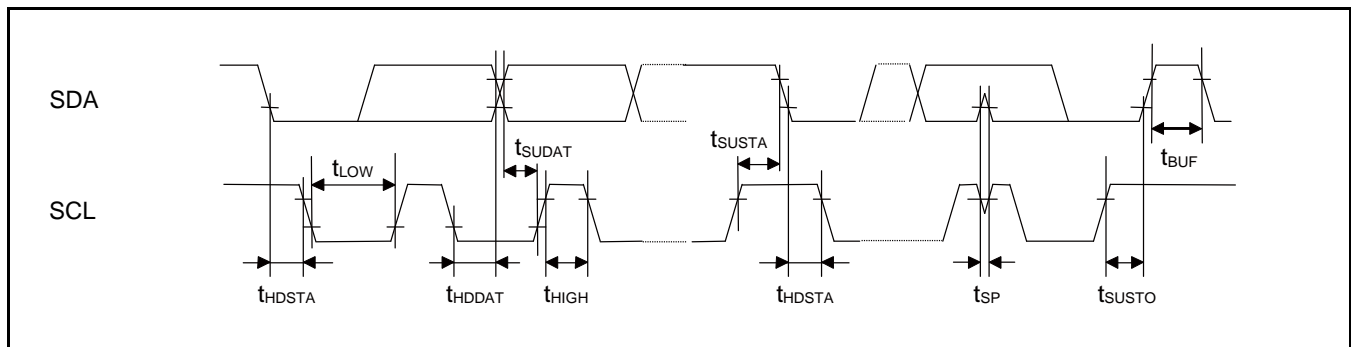 SDA
tSUDAT
tSUSTA
tBUF
tLOW
SCL
tHDSTA
tHDDAT
tHIGH
tHDSTA
tSP
tSUSTO